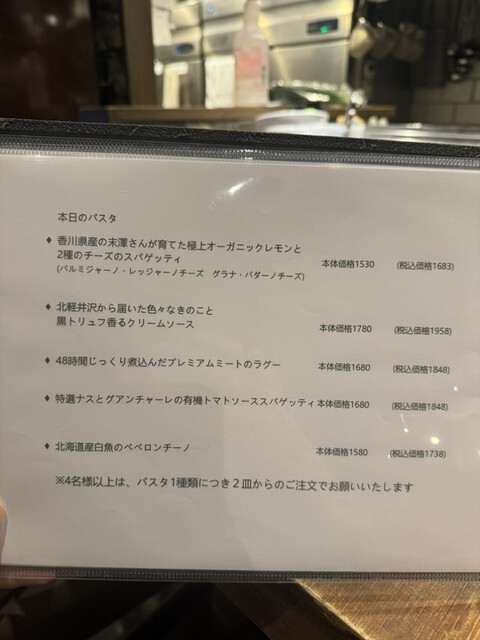 本日のパスタ
♦ 香川県産の末澤さんが育てた極上オーガニックレモンと
2種のチーズのスパゲッティ 本体価格1530 (税込価格1683)
(パルミジャーノ・レッジャーノチーズ グラナ・パダーノチーズ)
♦ 北軽井沢から届いた色々なきのこと
黒トリュフ香るクリームソース 本体価格1780 (税込価格1958)
♦ 48時間じっくり煮込んだプレミアムミートのラグー 本体価格1680 (税込価格1848)
♦ 特選ナスとグアンチャーレの有機トマトソーススパゲッティ 本体価格1680 (税込価格1848)
♦ 北海道産白魚のペペロンチーノ 本体価格1580 (税込価格1738)
※4名様以上は、パスタ1種類につき2皿からのご注文でお願いいたします